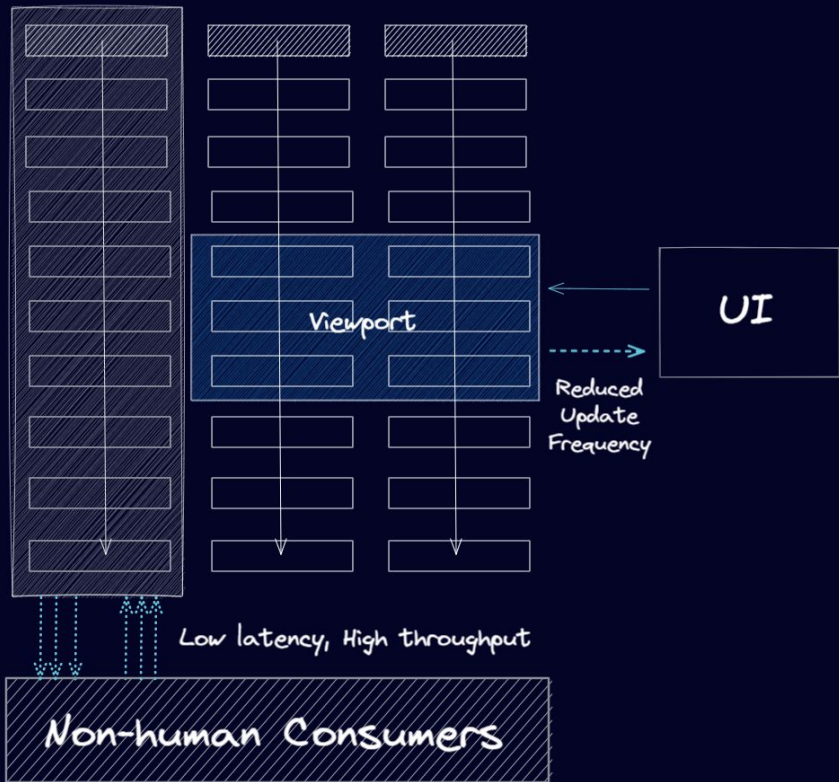 Viewport
UI
Reduced
Update
Frequency
Low latency, High throughput
Non-human Consumers